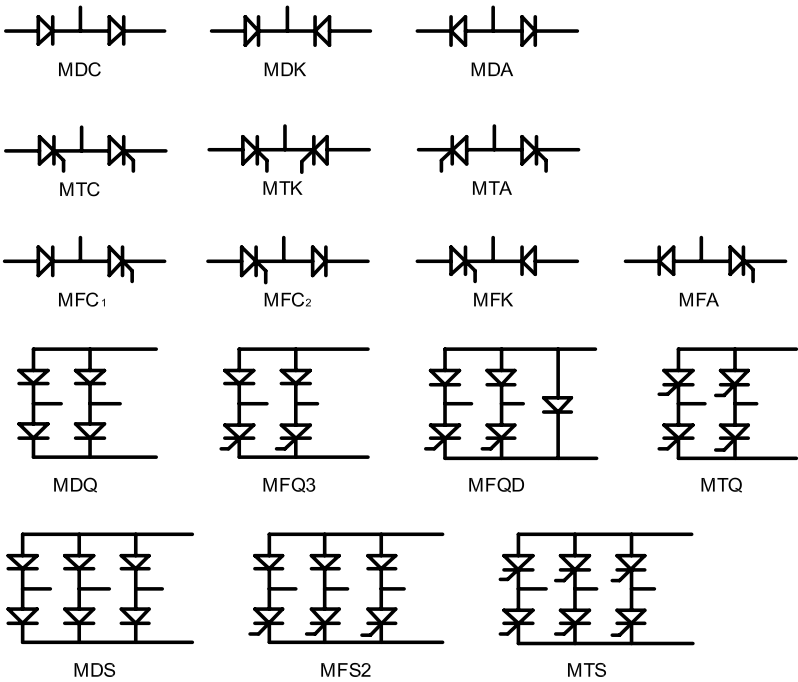 MDC MDK MDA
MTC MTK MTA
MFC₁ MFC₂ MFK MFA
MDQ MFQ3 MFQD MTQ
MDS MFS2 MTS